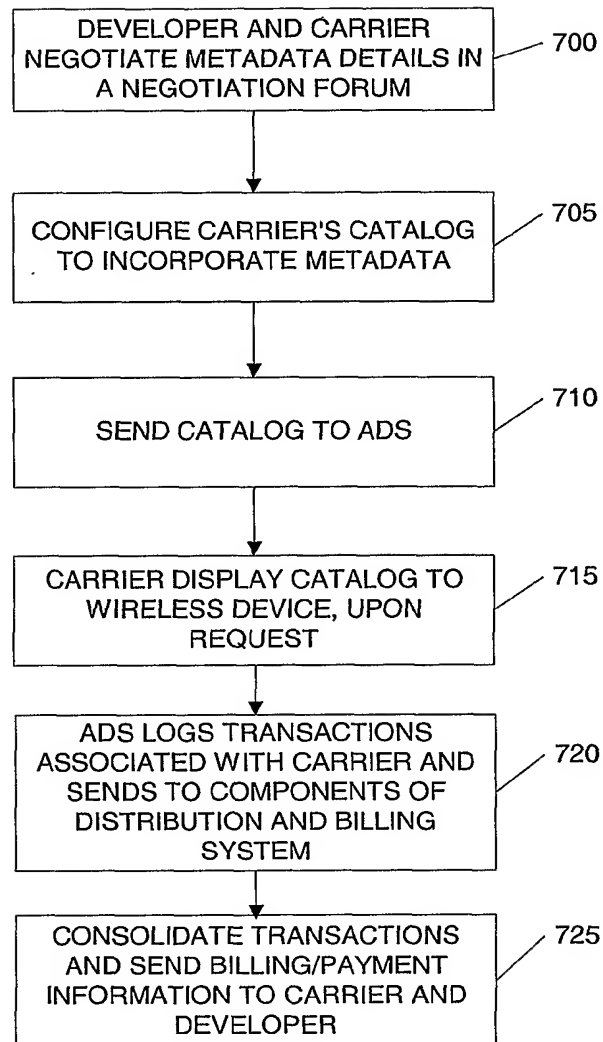 DEVELOPER AND CARRIER
NEGOTIATE METADATA DETAILS IN
A NEGOTIATION FORUM
700
CONFIGURE CARRIER'S CATALOG
TO INCORPORATE METADATA
705
SEND CATALOG TO ADS
710
CARRIER DISPLAY CATALOG TO
WIRELESS DEVICE, UPON
REQUEST
715
ADS LOGS TRANSACTIONS
ASSOCIATED WITH CARRIER AND
SENDS TO COMPONENTS OF
DISTRIBUTION AND BILLING
SYSTEM
720
CONSOLIDATE TRANSACTIONS
AND SEND BILLING/PAYMENT
INFORMATION TO CARRIER AND
DEVELOPER
725